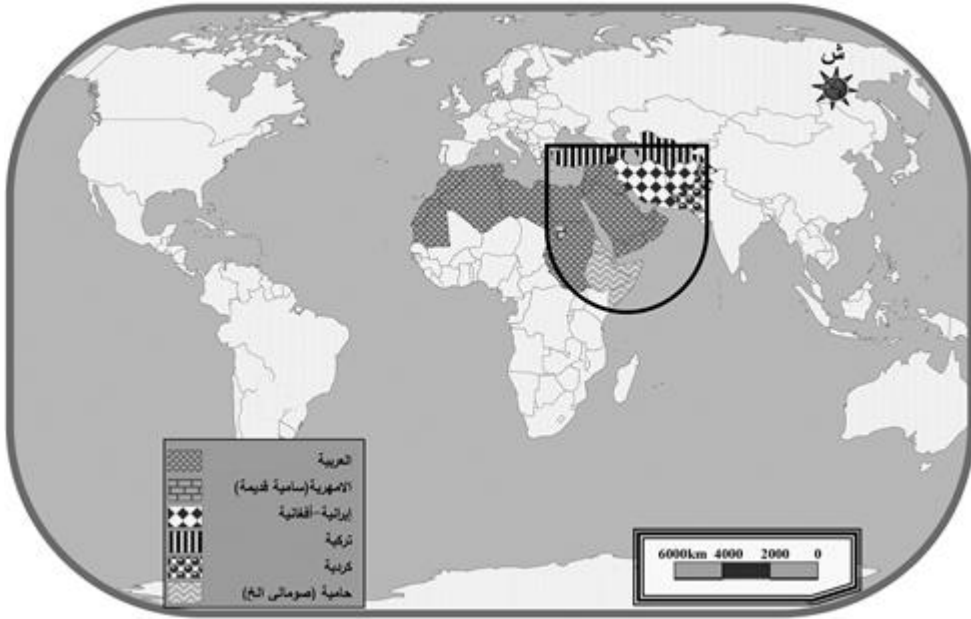 ش
العربية
الامهرية(سامية قديمة)
إيرانية-أفغانية
تركية
كردية
حامية (صومالى الخ)
6000km 4000 2000 0